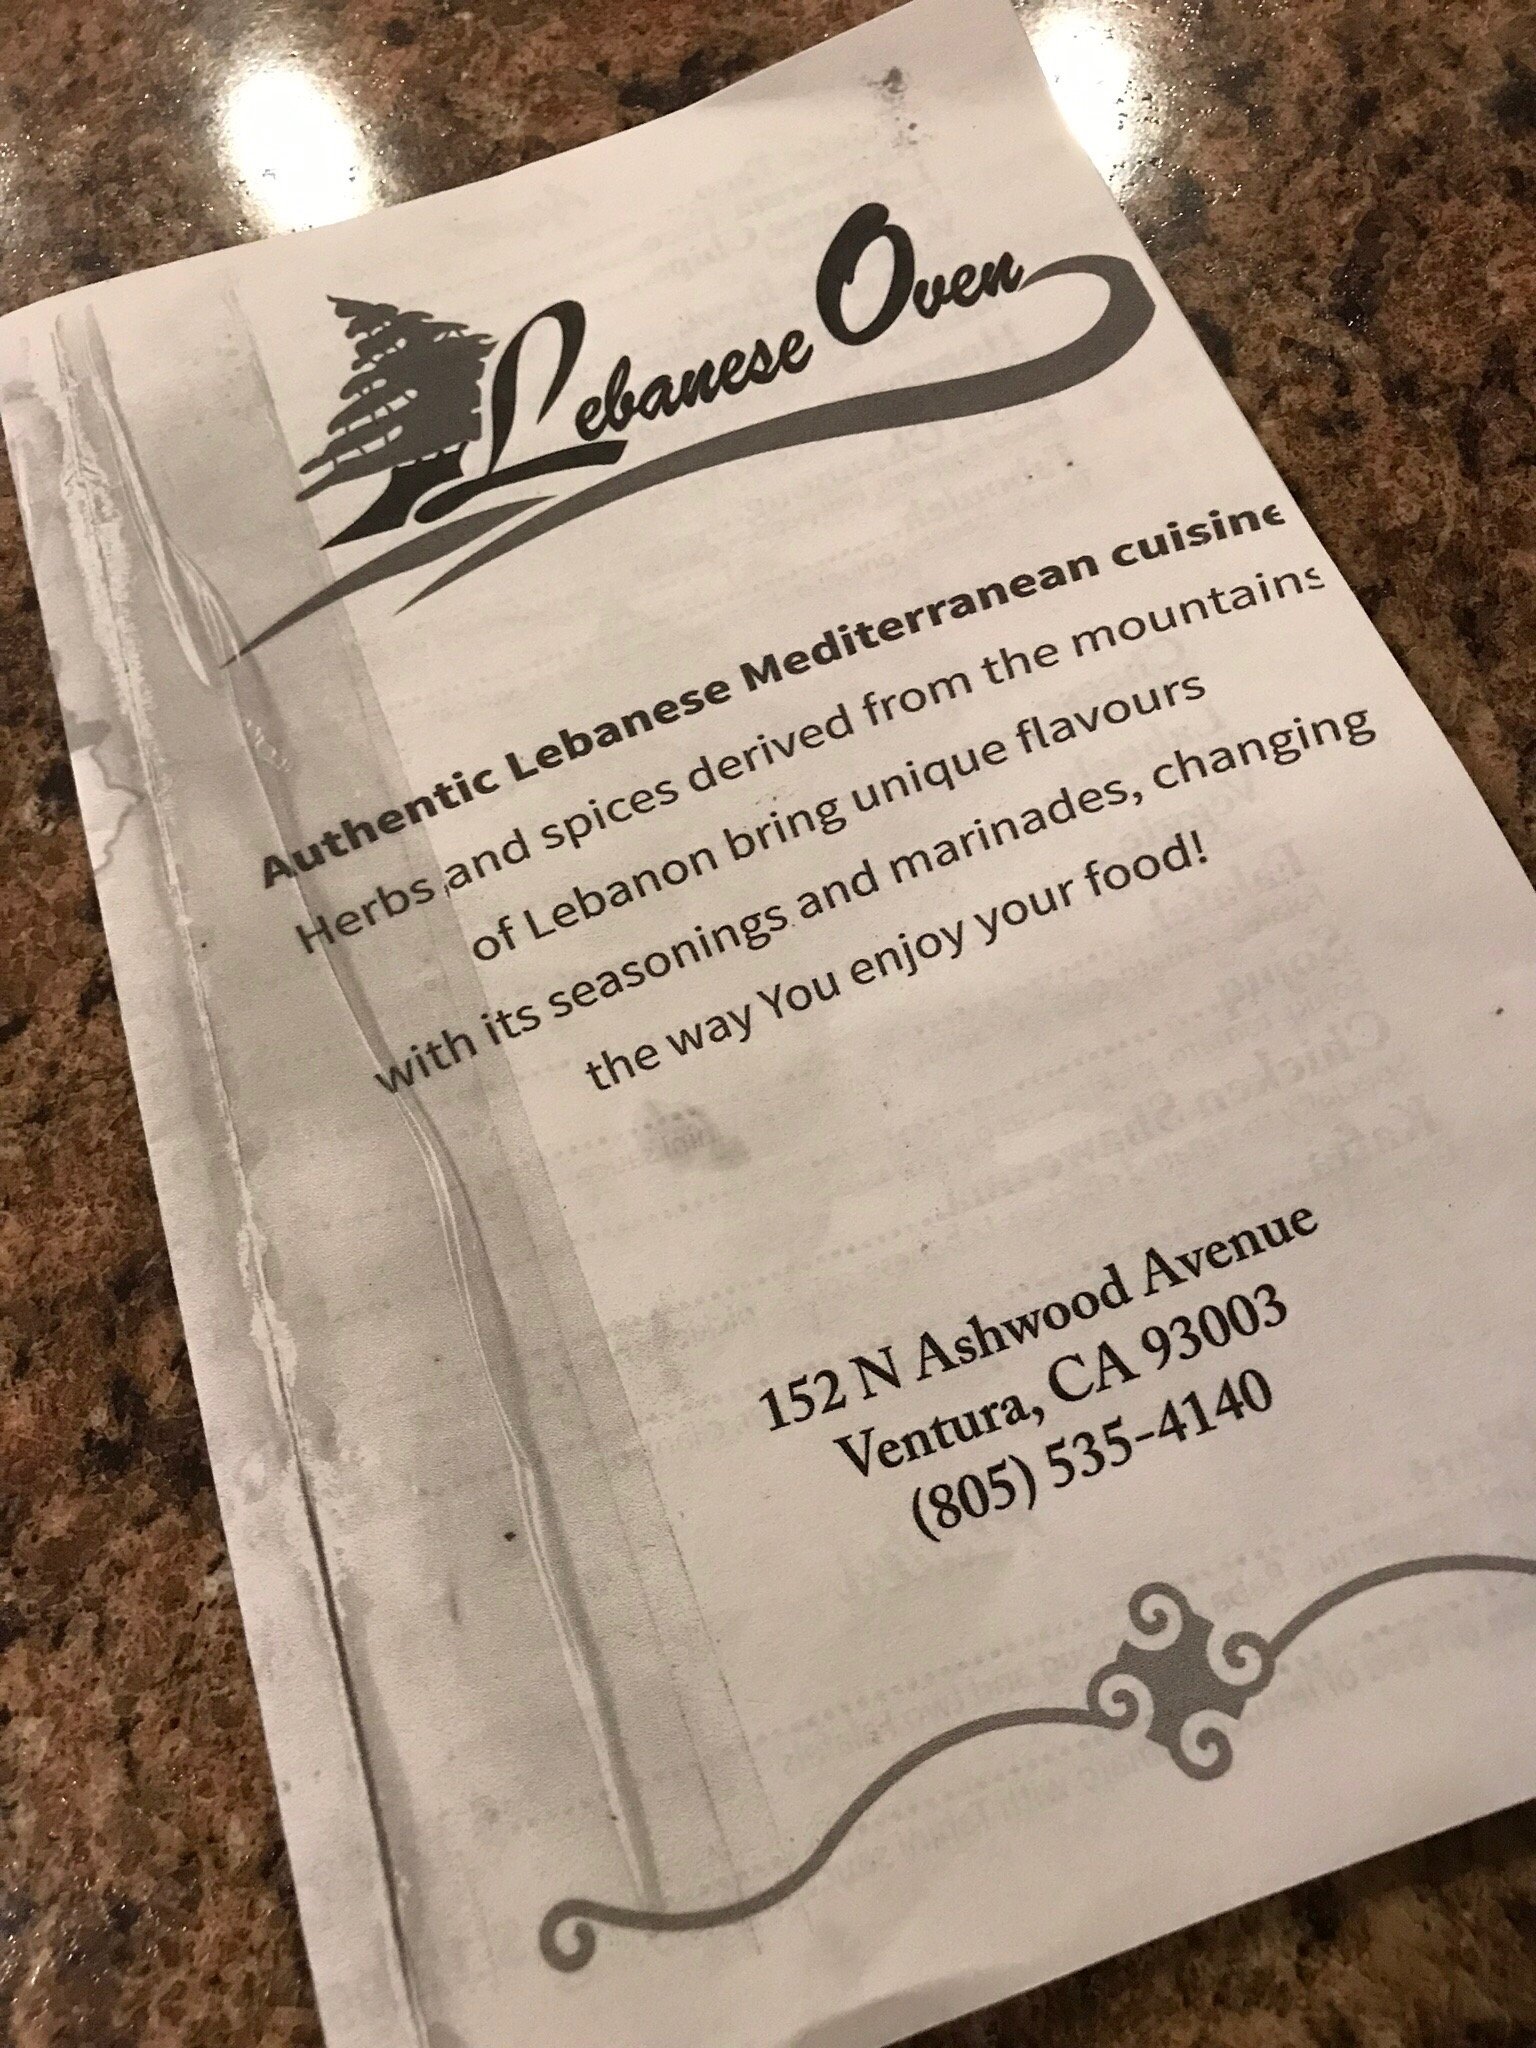 Lebanese Oven
Authentic Lebanese Mediterranean cuisine
Herbs and spices derived from the mountains
of Lebanon bring unique flavours
with its seasonings and marinades, changing
the way You enjoy your food!
152 N Ashwood Avenue
Ventura, CA 93003
(805) 535-4140